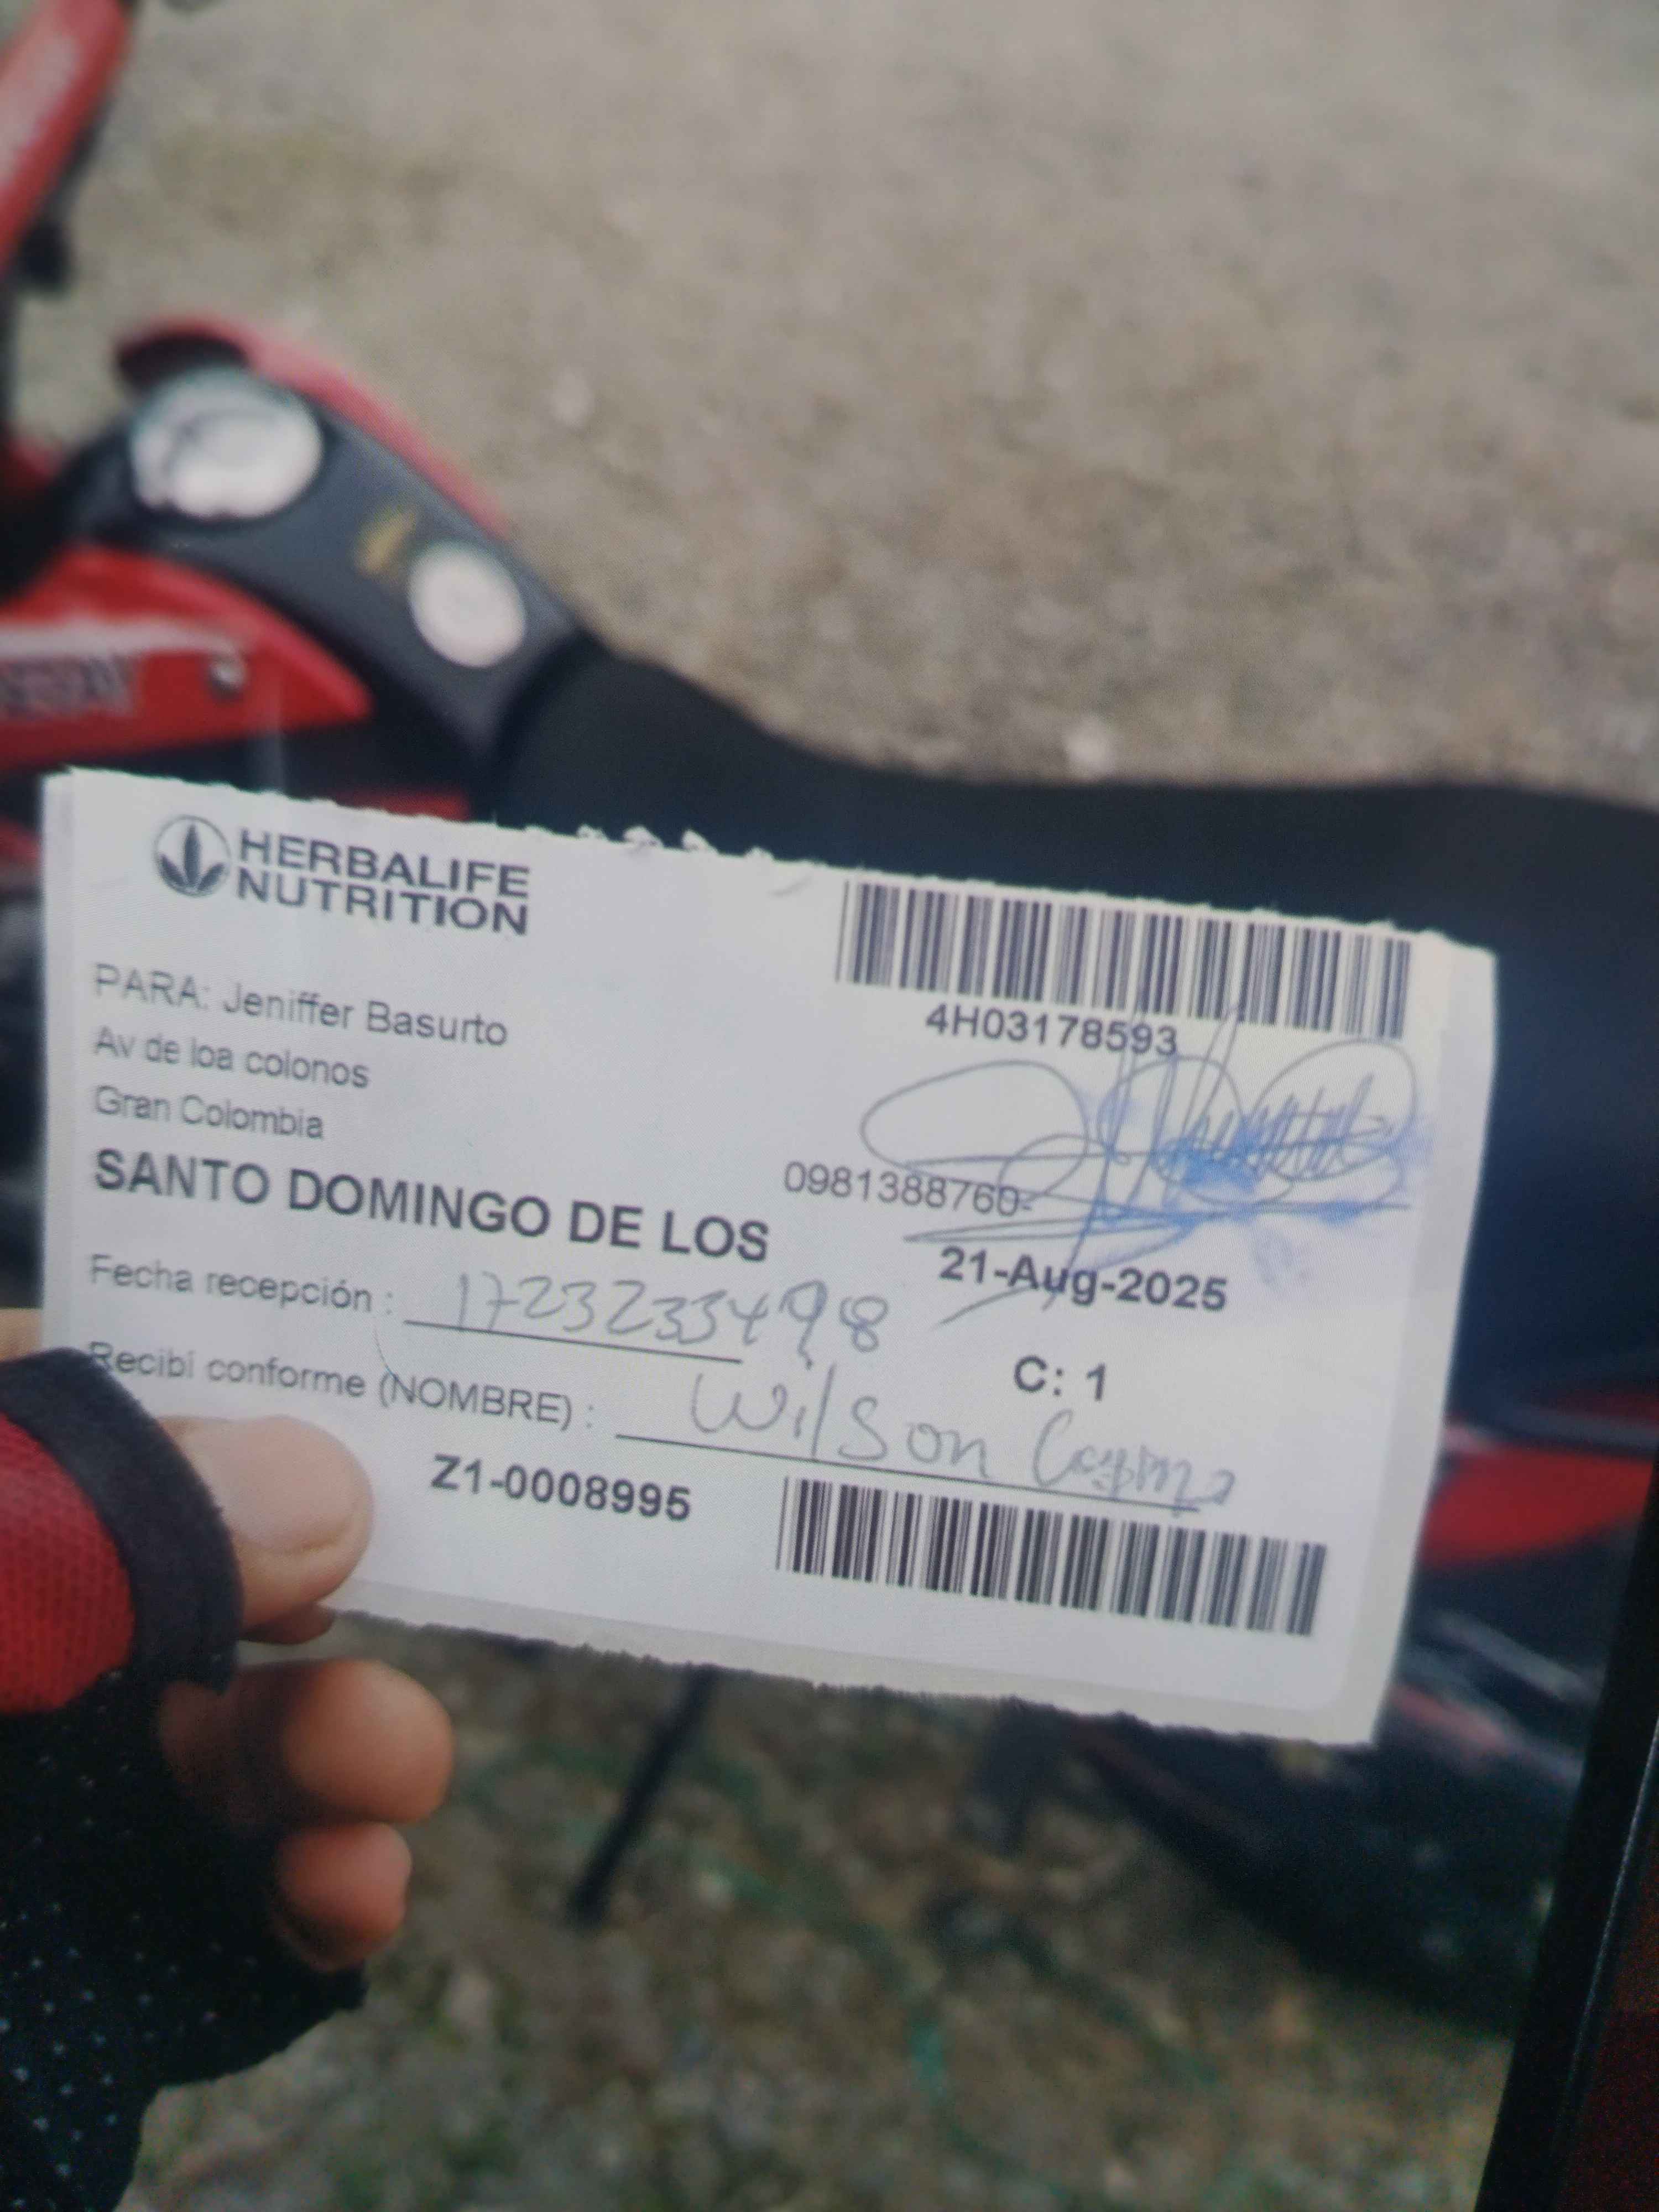 HERBALIFE
NUTRITION
4H03178593
PARA: Jeniffer Basurto
Av de loa colonos
Gran Colombia
0981388760-
SANTO DOMINGO DE LOS
21-Aug-2025
Fecha recepción : 1723233498
C: 1
Recibí conforme (NOMBRE) : Wilson
Z1-0008995